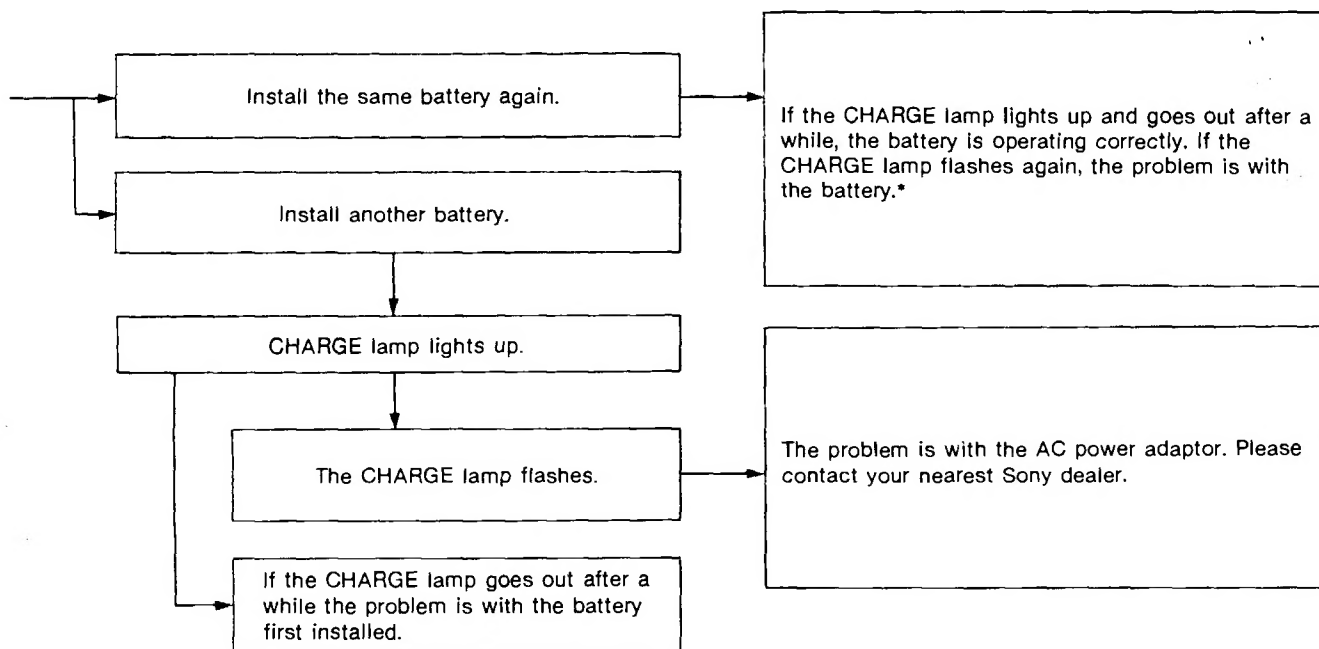 Install the same battery again.
If the CHARGE lamp lights up and goes out after a
while, the battery is operating correctly. If the
CHARGE lamp flashes again, the problem is with
the battery.*
Install another battery.
CHARGE lamp lights up.
The CHARGE lamp flashes.
The problem is with the AC power adaptor. Please
contact your nearest Sony dealer.
If the CHARGE lamp goes out after a
while the problem is with the battery
first installed.